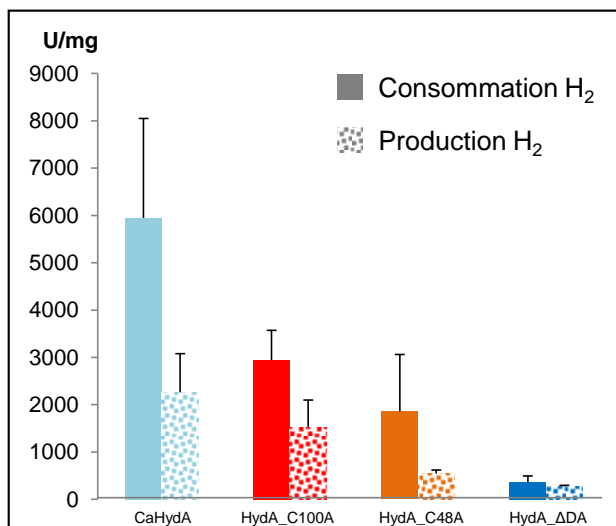 U/mg
9000
8000
7000
6000
5000
4000
3000
2000
1000
0
Consommation H₂
Production H₂
CaHydA HydA_C100A HydA_C48A HydA_ΔDA